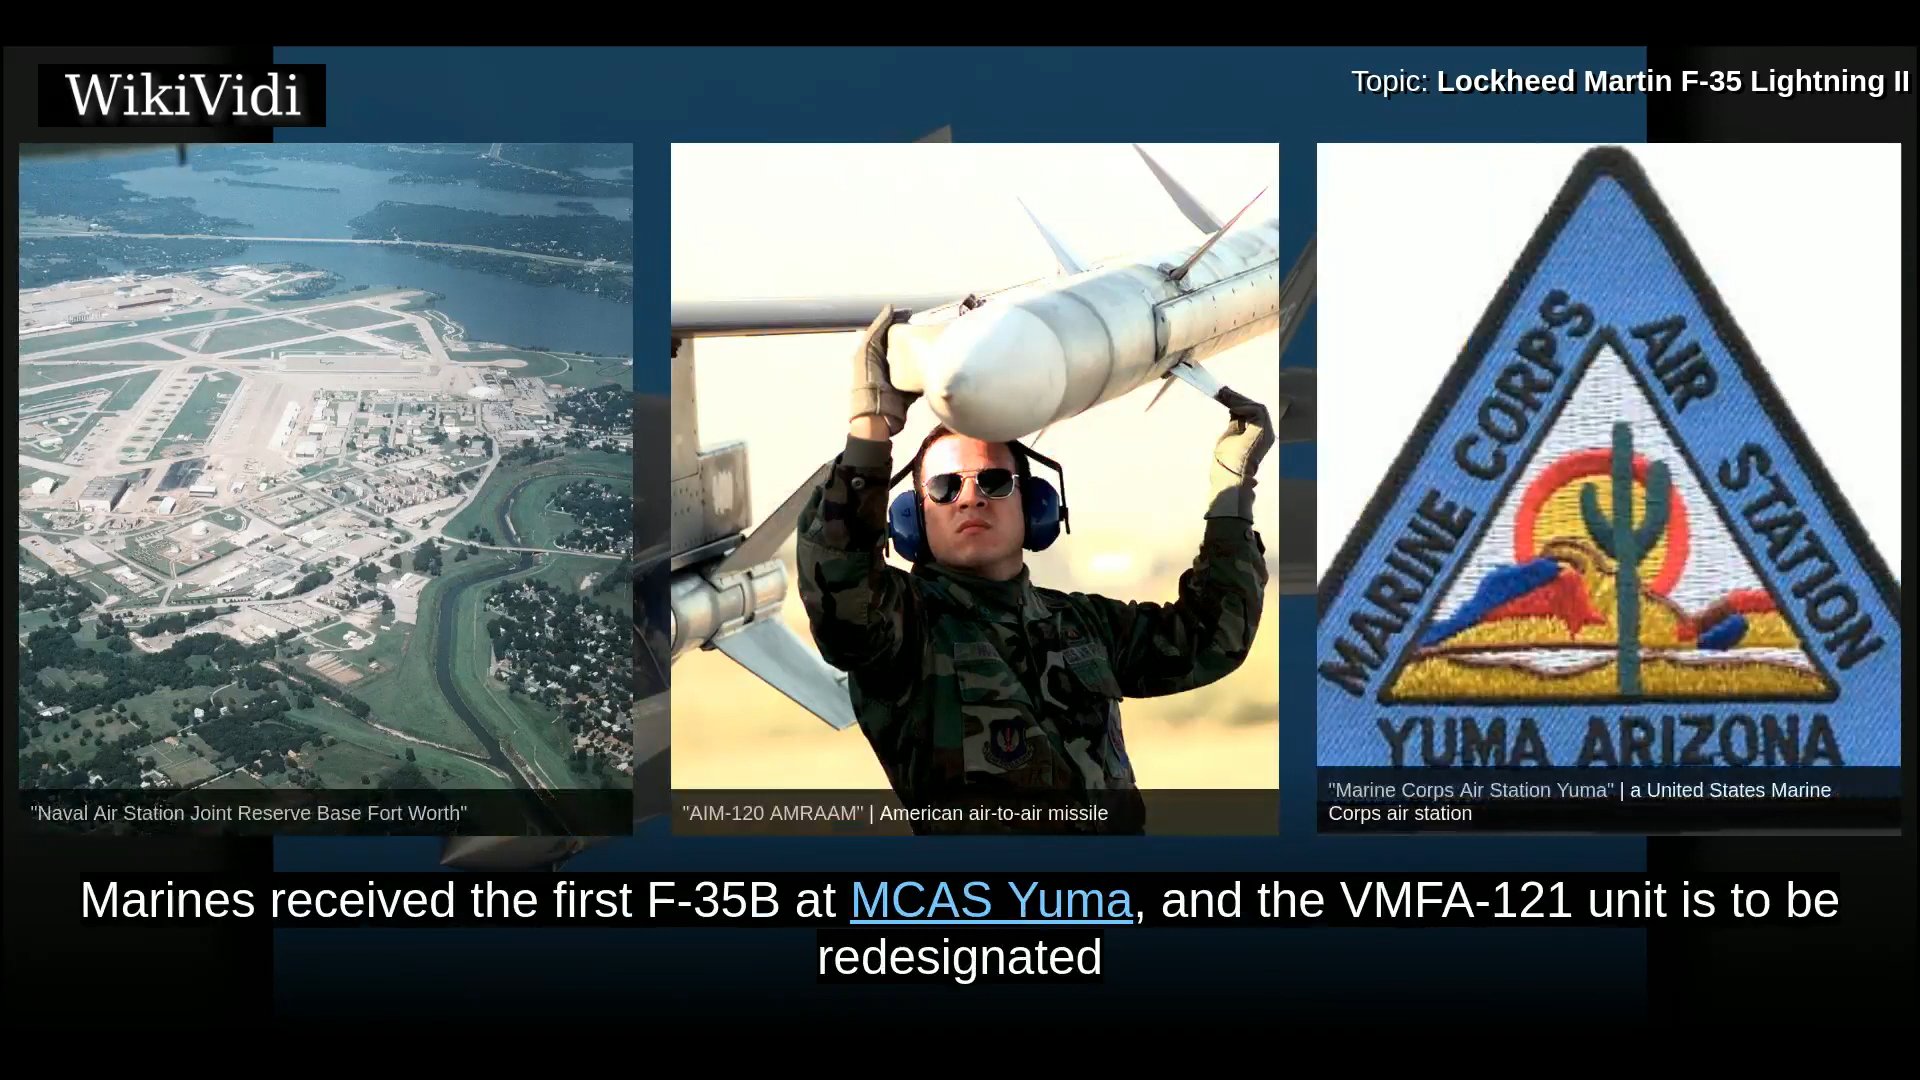 WikiVidi
Topic: Lockheed Martin F-35 Lightning II
MARINE CORPS AIR STATION
YUMA ARIZONA
"Naval Air Station Joint Reserve Base Fort Worth"
"AIM-120 AMRAAM" | American air-to-air missile
"Marine Corps Air Station Yuma" | a United States Marine
Corps air station
Marines received the first F-35B at MCAS Yuma, and the VMFA-121 unit is to be
redesignated